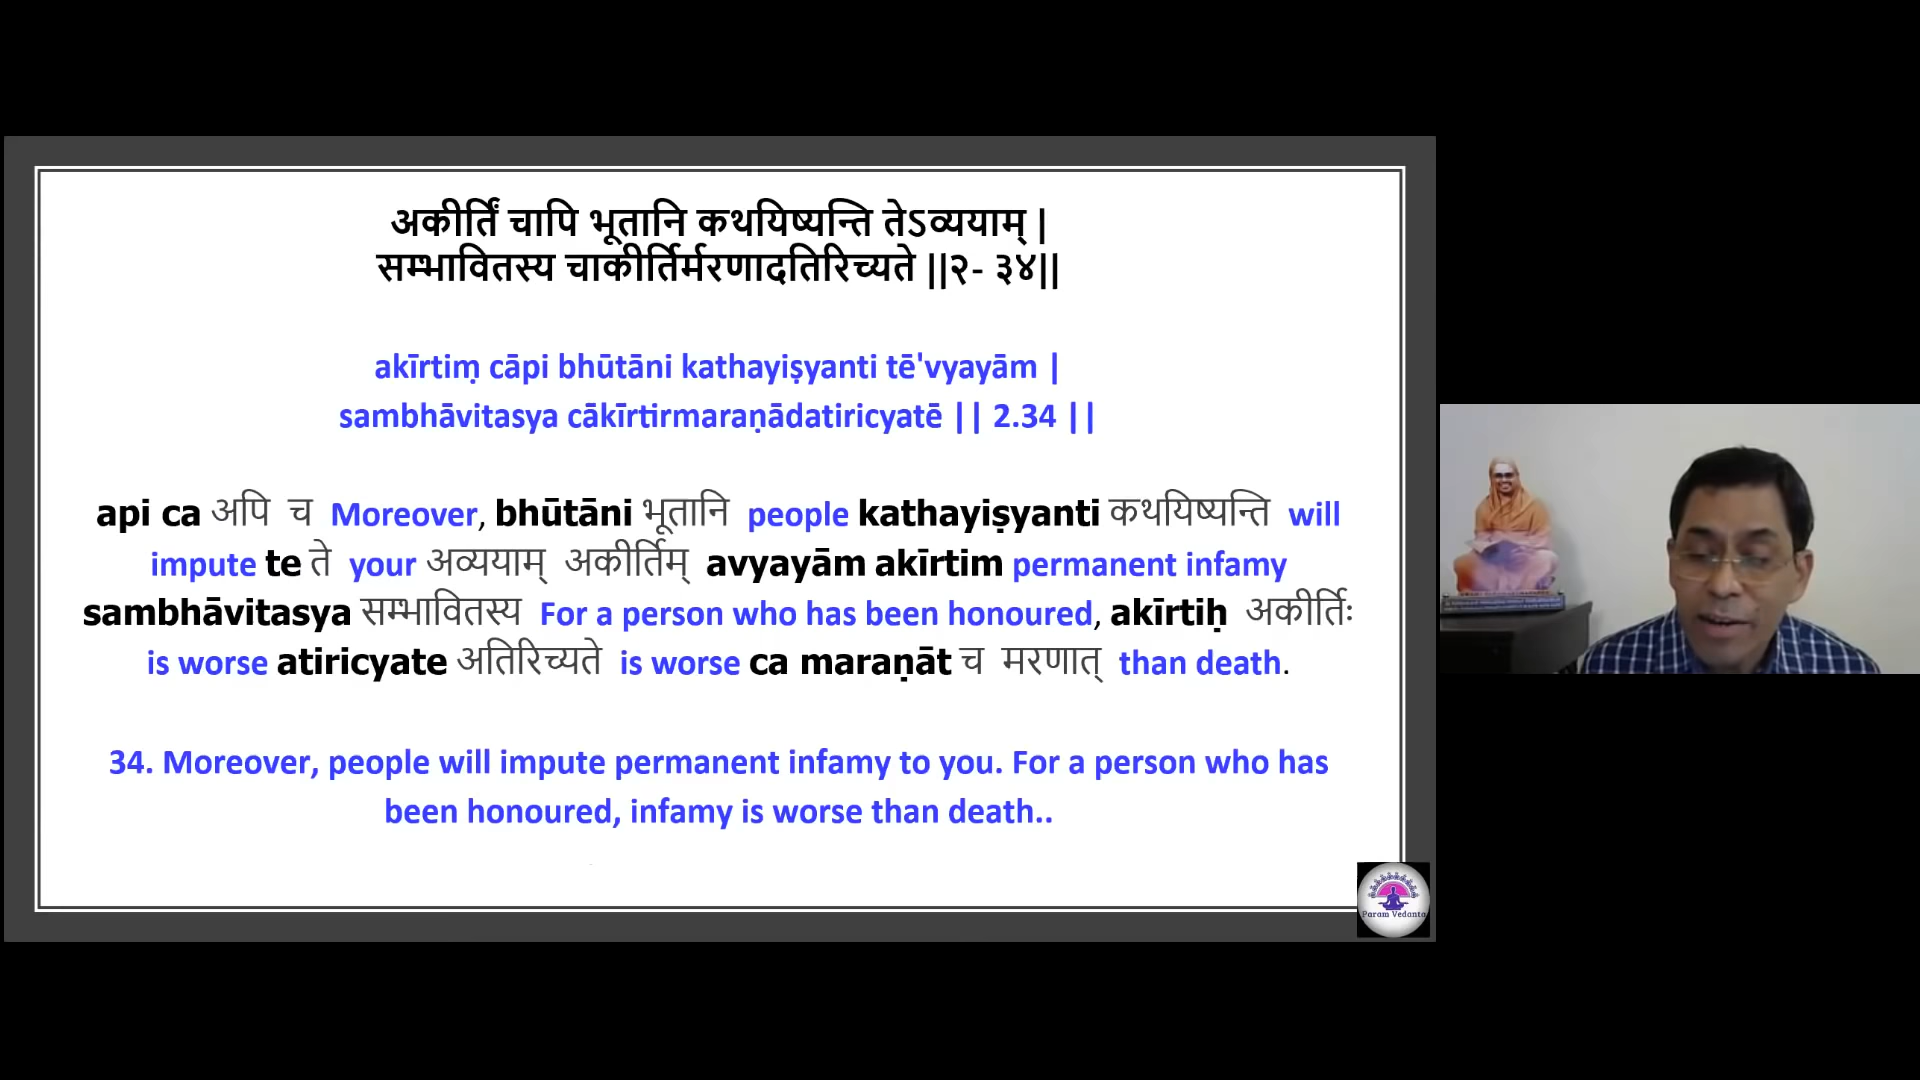 अकीर्तिं चापि भूतानि कथयिष्यन्ति तेऽव्ययाम् |
सम्भावितस्य चाकीर्तिर्मरणादतिरिच्यते ||२- ३४||
akīrtiṃ cāpi bhūtāni kathayiṣyanti tē'vyayām |
sambhāvitasya cākīrtirmaraṇādatiricyatē || 2.34 ||
api ca अपि च Moreover, bhūtāni भूतानि people kathayiṣyanti कथयिष्यन्ति will
impute te ते your अव्ययाम् अकीर्तिम् avyayām akīrtim permanent infamy
sambhāvitasya सम्भावितस्य For a person who has been honoured, akīrtiḥ अकीर्तिः
is worse atiricyate अतिरिच्यते is worse ca maraṇāt च मरणात् than death.
34. Moreover, people will impute permanent infamy to you. For a person who has
been honoured, infamy is worse than death..
Param Vedanta